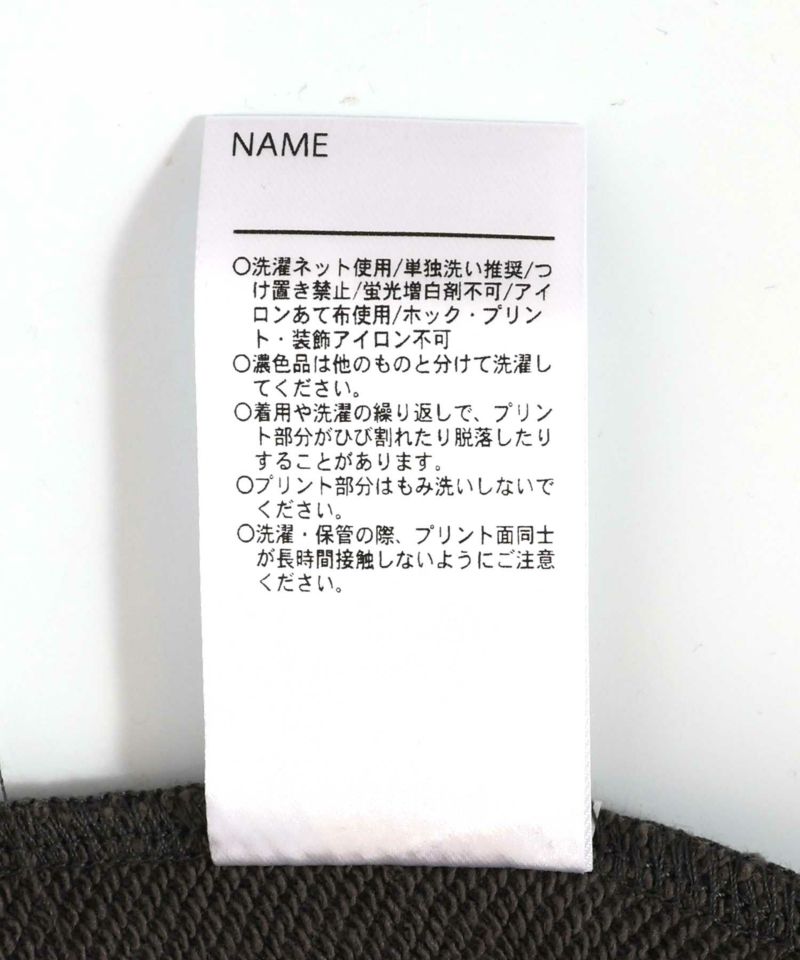 NAME
○洗濯ネット使用/単独洗い推奨/つ
け置き禁止/蛍光増白剤不可/アイ
ロンあて布使用/ホック・プリン
ト・装飾アイロン不可
○濃色品は他のものと分けて洗濯し
てください。
○着用や洗濯の繰り返しで、プリン
ト部分がひび割れたり脱落したり
することがあります。
○プリント部分はもみ洗いしないで
ください。
○洗濯・保管の際、プリント面同士
が長時間接触しないようにご注意
ください。